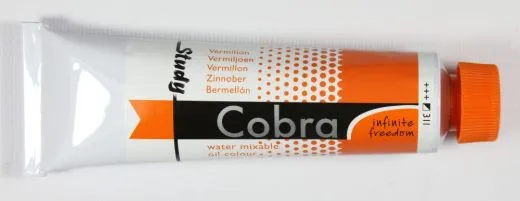 Study
Vermilion
Vermiljoen
Vermillon
Zinnober
Bermellón
Cobra
infinite
freedom
water mixable
oil colour
+++
311